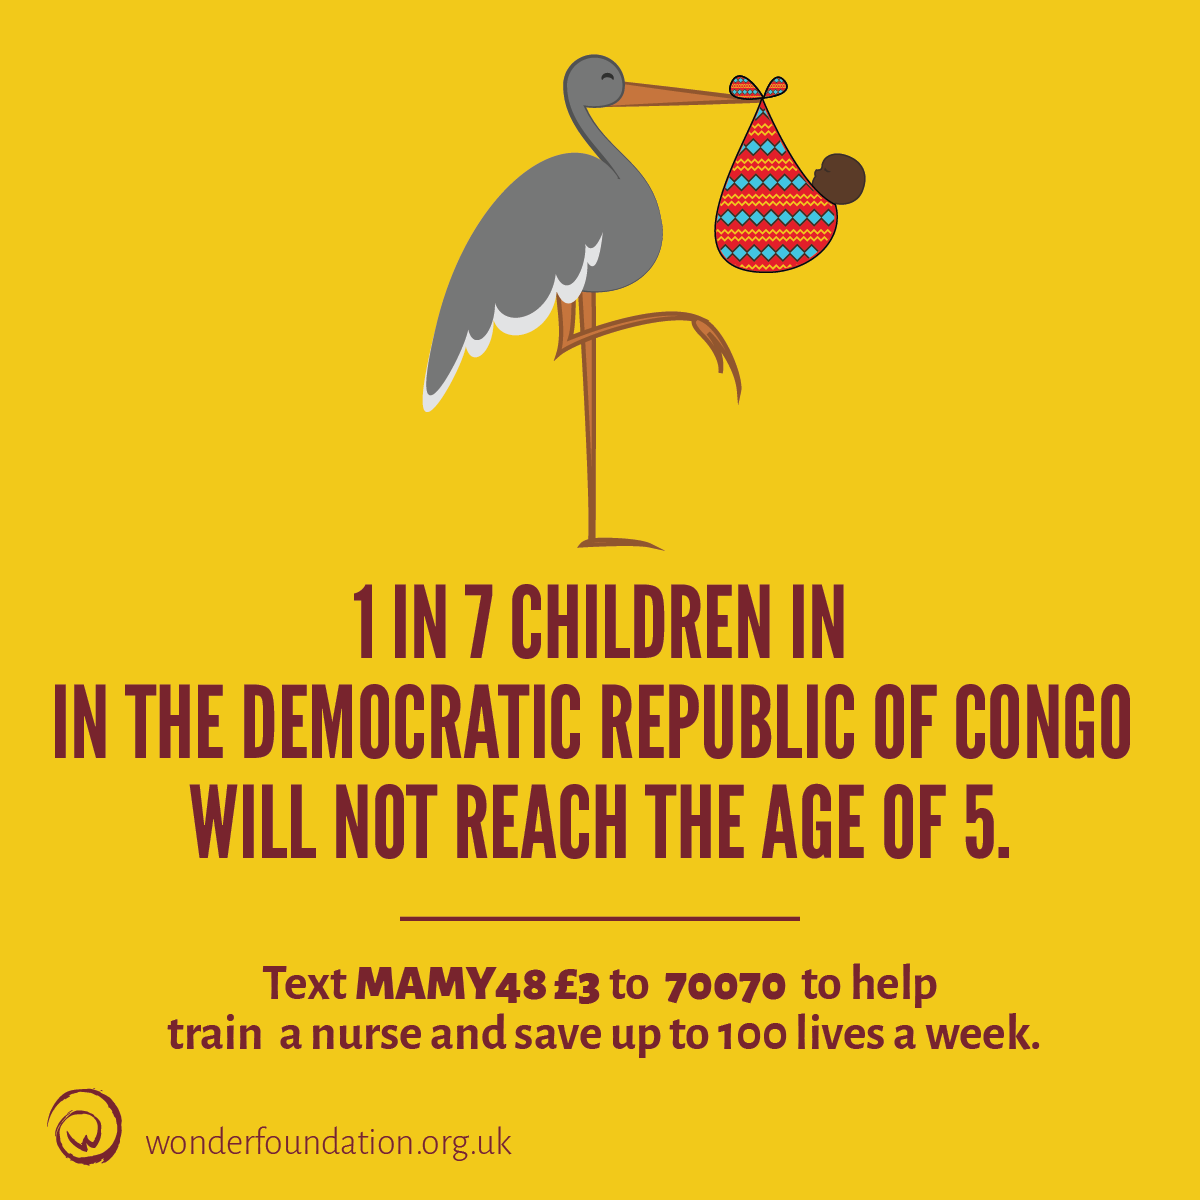 1 IN 7 CHILDREN IN
IN THE DEMOCRATIC REPUBLIC OF CONGO
WILL NOT REACH THE AGE OF 5.
Text MAMY48 £3 to 70070 to help
train a nurse and save up to 100 lives a week.
wonderfoundation.org.uk